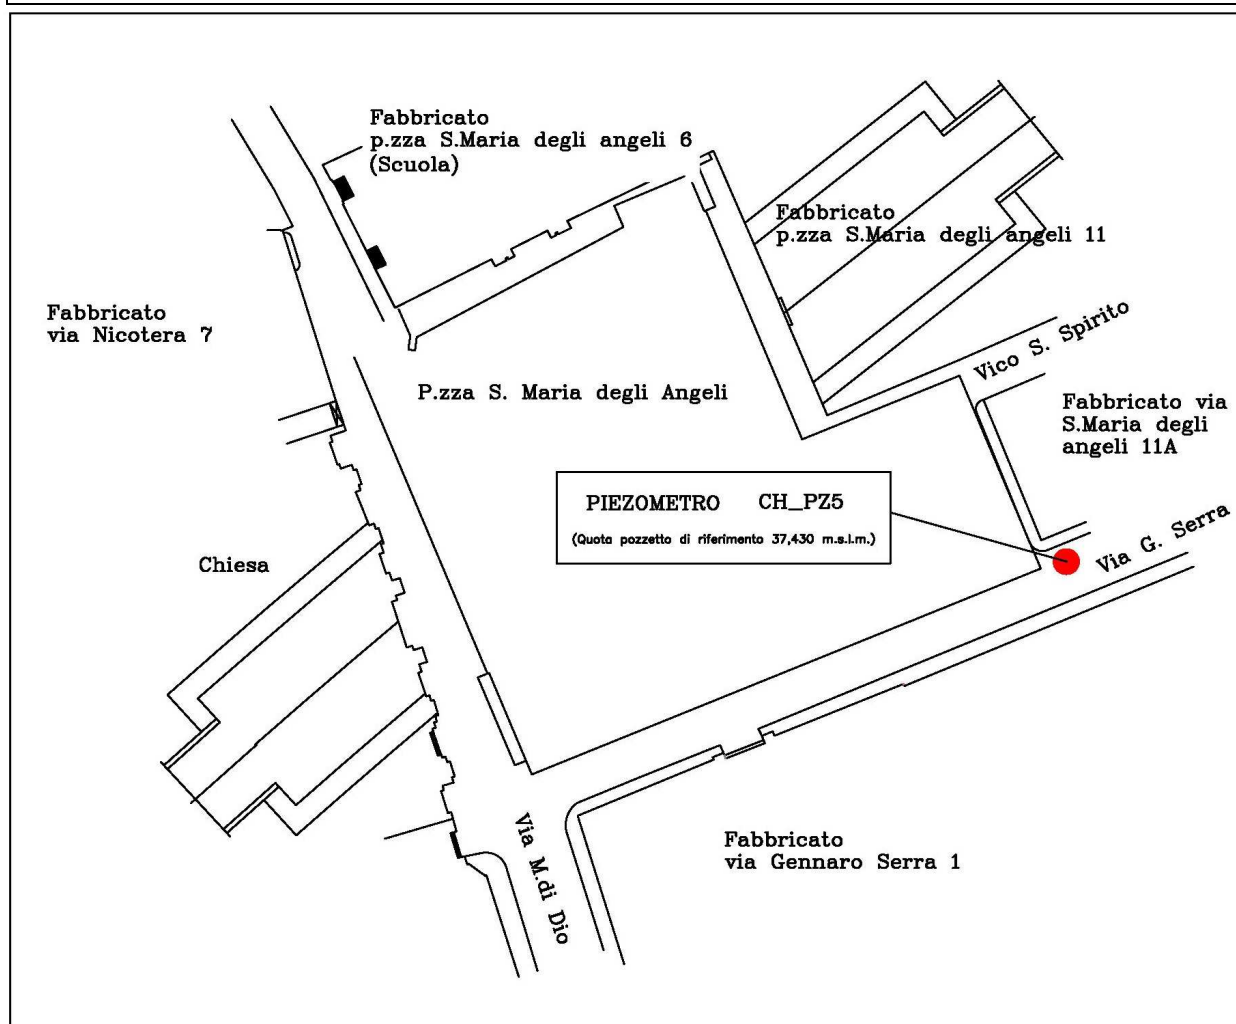 Fabbricato
p.zza S.Maria degli angeli 6
(Scuola)
Fabbricato
p.zza S.Maria degli angeli 11
Fabbricato
via Nicotera 7
Vico S. Spirito
P.zza S. Maria degli Angeli
Fabbricato via
S.Maria degli
angeli 11A
PIEZOMETRO CH_PZ5
(Quota pozzetto di riferimento 37,430 m.s.l.m.)
Via G. Serra
Chiesa
Via M.di Dio
Fabbricato
via Gennaro Serra 1